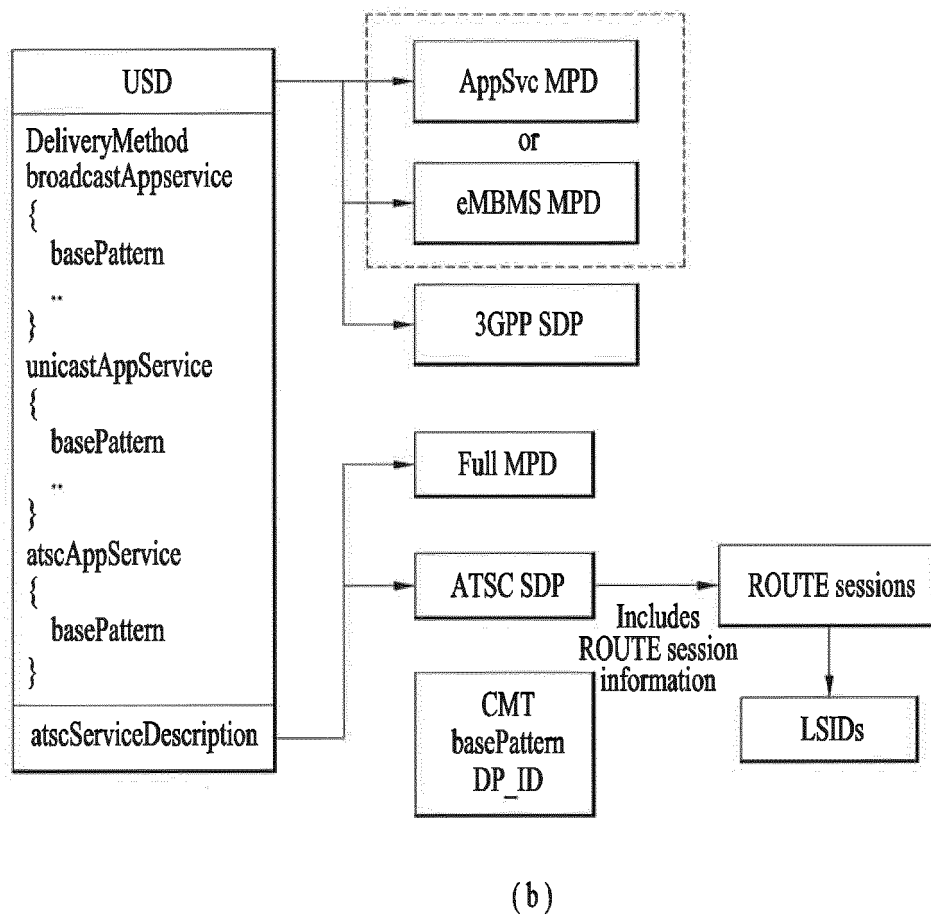 USD
DeliveryMethod
broadcastAppservice
{
basePattern
..
}
unicastAppService
{
basePattern
..
}
atscAppService
{
basePattern
}
atscServiceDescription
AppSvc MPD
or
eMBMS MPD
3GPP SDP
Full MPD
ATSC SDP
Includes
ROUTE session
information
ROUTE sessions
LSIDs
CMT
basePattern
DP_ID
(b)